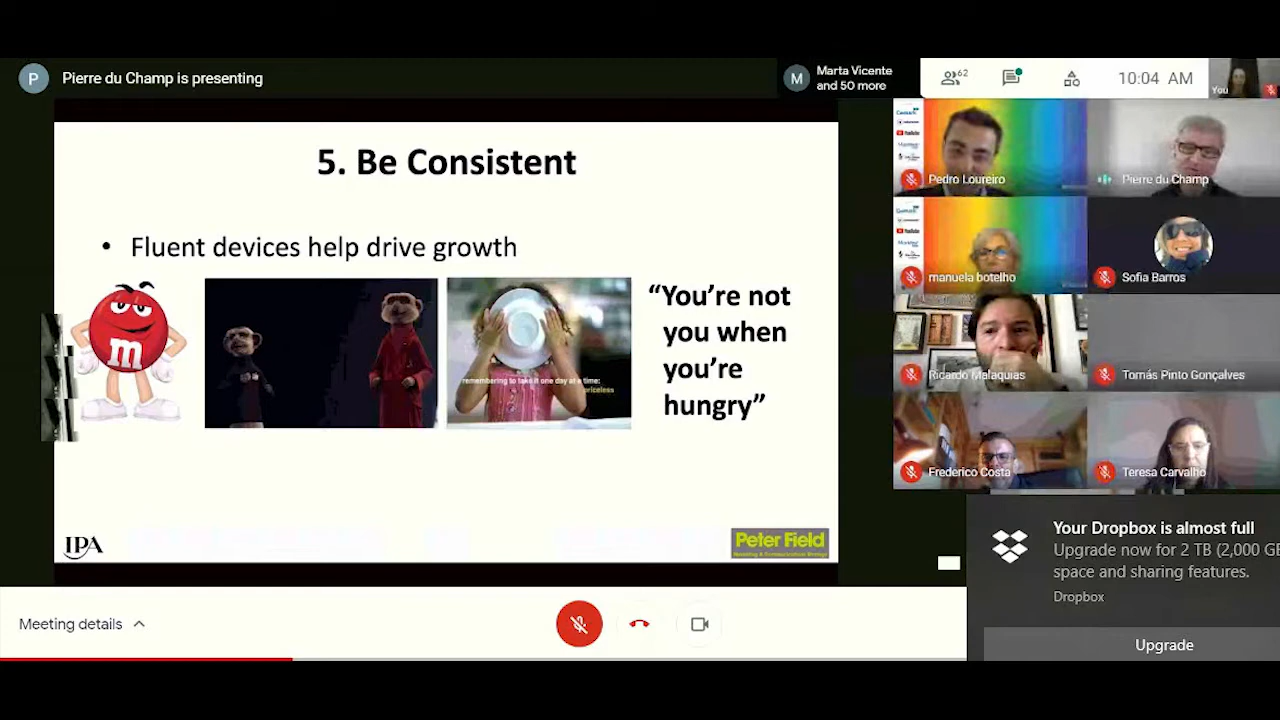 P
Pierre du Champ is presenting
M
Marta Vicente
and 50 more
62
10:04 AM
You
5. Be Consistent
• Fluent devices help drive growth
m
remembering to take it one day at a time:
priceless
“You’re not
you when
you’re
hungry”
IPA
Peter Field
Pedro Loureiro
Pierre du Champ
YouTube
manuela botelho
Sofia Barros
YouTube
Ricardo Malaquias
Tomás Pinto Gonçalves
Frederico Costa
Teresa Carvalho
Your Dropbox is almost full
Upgrade now for 2 TB (2,000 GB
space and sharing features.
Dropbox
Upgrade
Meeting details